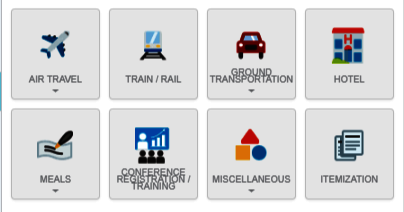 AIR TRAVEL
TRAIN / RAIL
GROUND
TRANSPORTATION
HOTEL
MEALS
CONFERENCE
REGISTRATION /
TRAINING
MISCELLANEOUS
ITEMIZATION